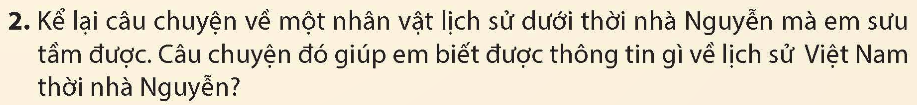 2. Kể lại câu chuyện về một nhân vật lịch sử dưới thời nhà Nguyễn mà em sưu
tầm được. Câu chuyện đó giúp em biết được thông tin gì về lịch sử Việt Nam
thời nhà Nguyễn?